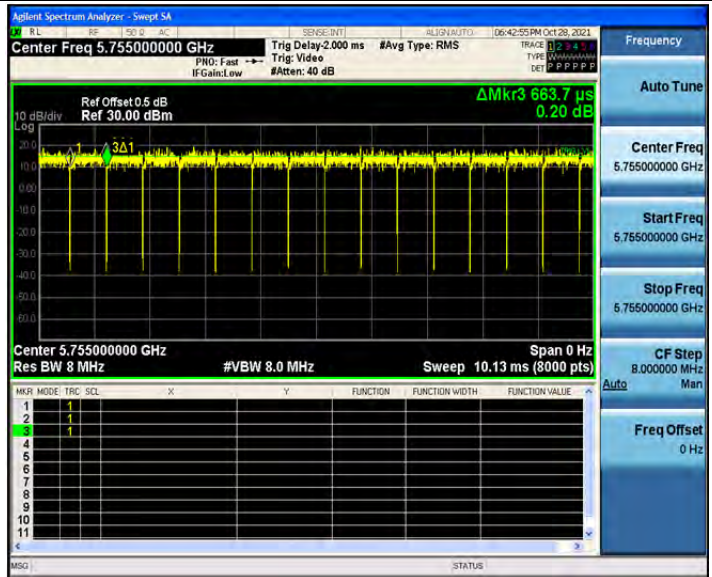 Agilent Spectrum Analyzer - Swept SA
RL RF 50 Ω AC SENSE:INT ALIGNAUTO 06:42:55 PM Oct 28, 2021
Center Freq 5.755000000 GHz
PNO: Fast
IFGain:Low
Trig Delay-2.000 ms
Trig: Video
#Atten: 40 dB
#Avg Type: RMS
TRACE 1 2 3 4 5 6
TYPE
DET P P P P P P
ΔMkr3 663.7 µs
0.20 dB
Ref Offset 0.5 dB
10 dB/div Ref 30.00 dBm
Log
20.0
10.0
0.00
-10.0
-20.0
-30.0
-40.0
-50.0
-60.0
1
3Δ1
Center 5.755000000 GHz Span 0 Hz
Res BW 8 MHz #VBW 8.0 MHz Sweep 10.13 ms (8000 pts)
MKR MODE TRC SCL X Y FUNCTION FUNCTION WIDTH FUNCTION VALUE
1 1
2 1
3 1
4
5
6
7
8
9
10
11
MSG STATUS
Frequency
Auto Tune
Center Freq
5.755000000 GHz
Start Freq
5.755000000 GHz
Stop Freq
5.755000000 GHz
CF Step
8.000000 MHz
Auto Man
Freq Offset
0 Hz